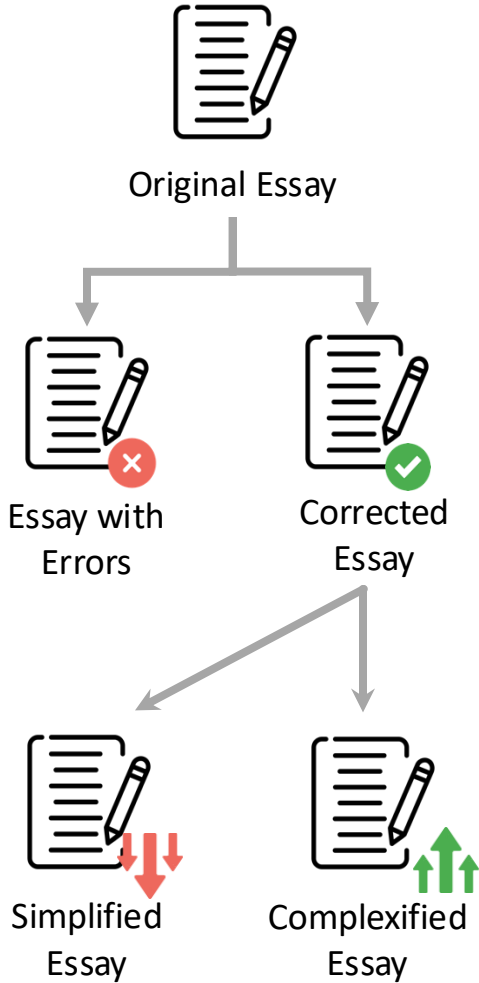 Original Essay
Essay with
Errors
Corrected
Essay
Simplified
Essay
Complexified
Essay